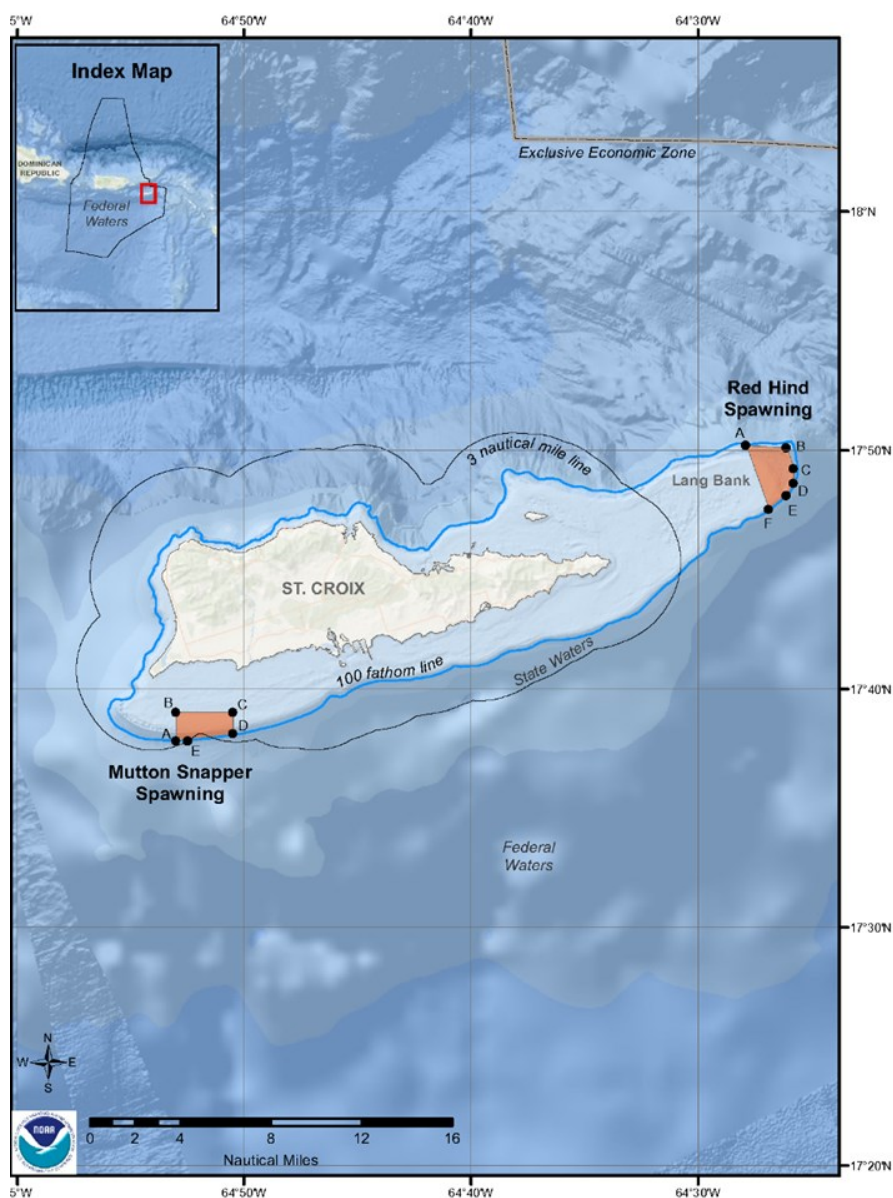 5°W
64°50'W
64°40'W
64°30'W
Index Map
DOMINICAN
REPUBLIC
Federal
Waters
Exclusive Economic Zone
18°N
Red Hind
Spawning
A
B
17°50'N
3 nautical mile line
Lang Bank
C
D
E
F
ST. CROIX
100 fathom line
State Waters
17°40'N
B
C
A
E
D
Mutton Snapper
Spawning
Federal
Waters
17°30'N
N
W
E
S
NOAA
0
2
4
8
12
16
Nautical Miles
17°20'N
5°W
64°50'W
64°40'W
64°30'W